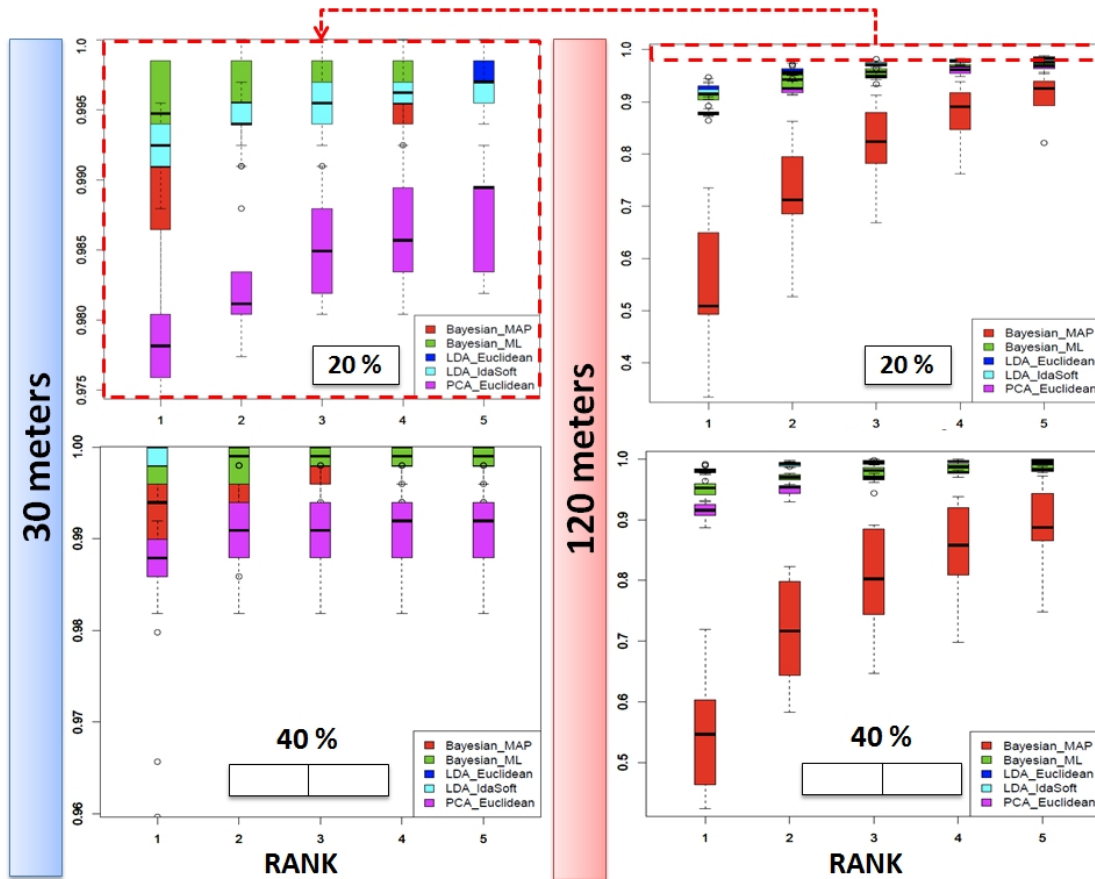 30 meters
1.000
0.995
0.990
0.985
0.980
0.975
Bayesian_MAP
Bayesian_ML
LDA_Euclidean
LDA_ldaSoft
PCA_Euclidean
20 %
1 2 3 4 5
1.00
0.99
0.98
0.97
0.96
40 %
Bayesian_MAP
Bayesian_ML
LDA_Euclidean
LDA_ldaSoft
PCA_Euclidean
1 2 3 4 5
RANK
120 meters
1.0
0.9
0.8
0.7
0.6
0.5
0.4
Bayesian_MAP
Bayesian_ML
LDA_Euclidean
LDA_ldaSoft
PCA_Euclidean
20 %
1 2 3 4 5
1.0
0.9
0.8
0.7
0.6
0.5
40 %
Bayesian_MAP
Bayesian_ML
LDA_Euclidean
LDA_ldaSoft
PCA_Euclidean
1 2 3 4 5
RANK